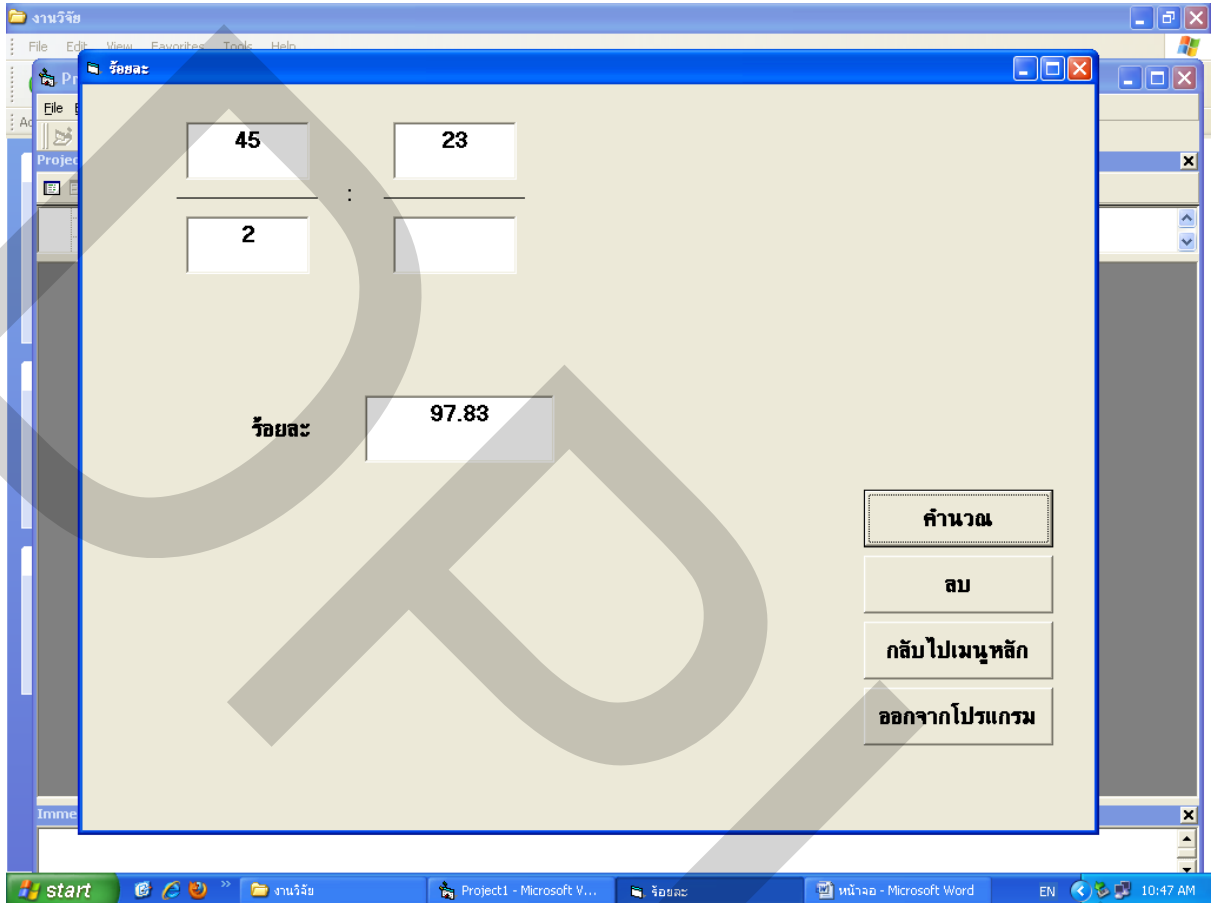 งานวิจัย
File Edit View Favorites Tools Help
ร้อยละ
Pr
File E
Ad
Projec
45 23
:
2
ร้อยละ 97.83
คำนวณ
ลบ
กลับไปเมนูหลัก
ออกจากโปรแกรม
Imme
start งานวิจัย Project1 - Microsoft V... ร้อยละ หน้าจอ - Microsoft Word EN 10:47 AM